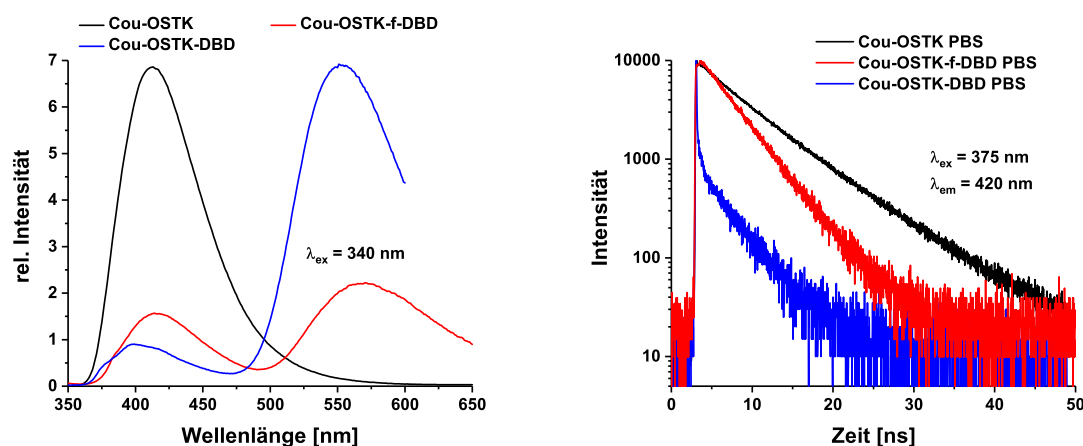 Cou-OSTK
Cou-OSTK-f-DBD
Cou-OSTK-DBD
7
6
5
4
3
2
1
0
rel. Intensität
λex = 340 nm
350 400 450 500 550 600 650
Wellenlänge [nm]
Cou-OSTK PBS
Cou-OSTK-f-DBD PBS
Cou-OSTK-DBD PBS
10000
1000
100
10
Intensität
λex = 375 nm
λem = 420 nm
0 10 20 30 40 50
Zeit [ns]